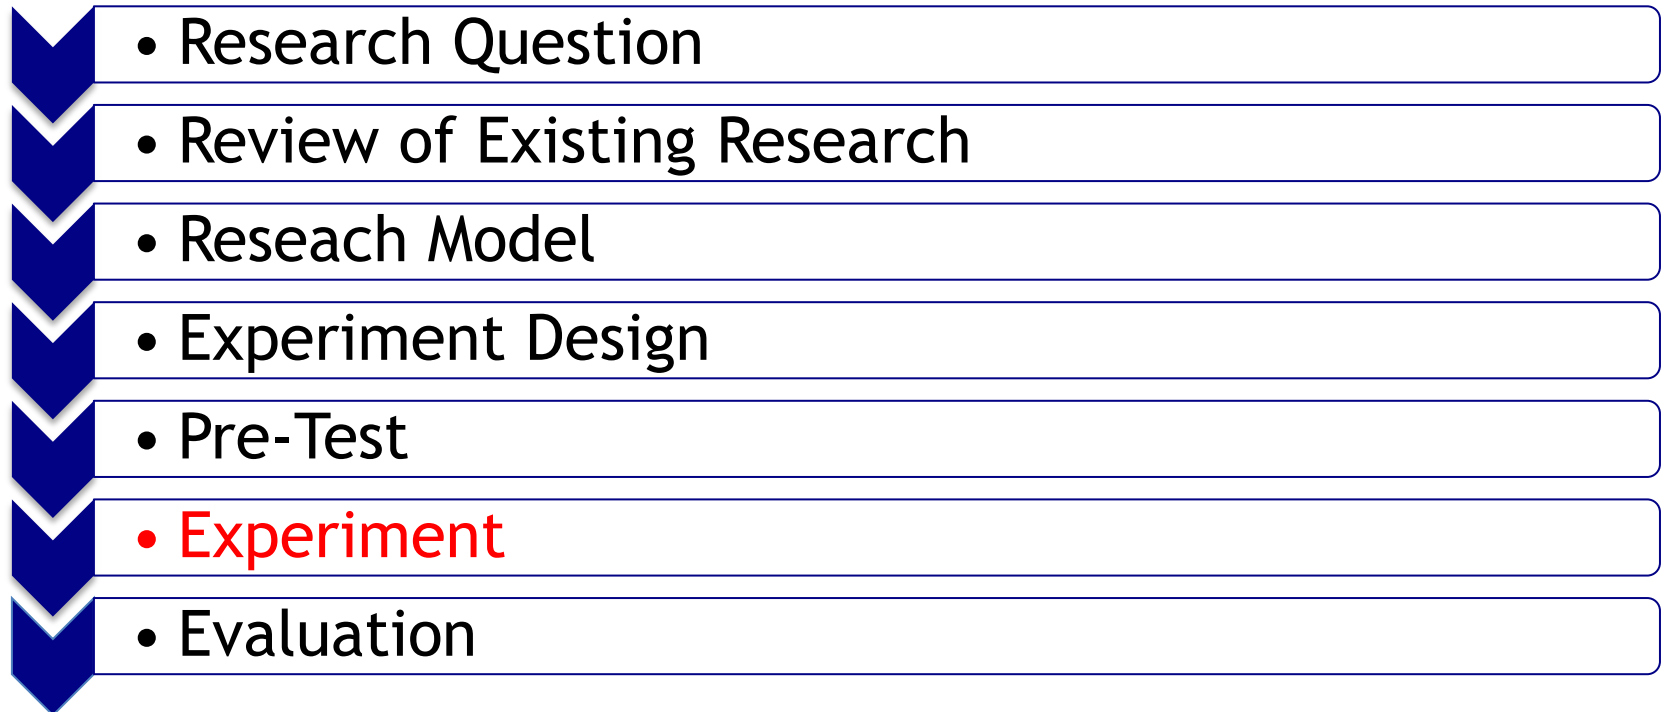 • Research Question
• Review of Existing Research
• Reseach Model
• Experiment Design
• Pre-Test
• Experiment
• Evaluation